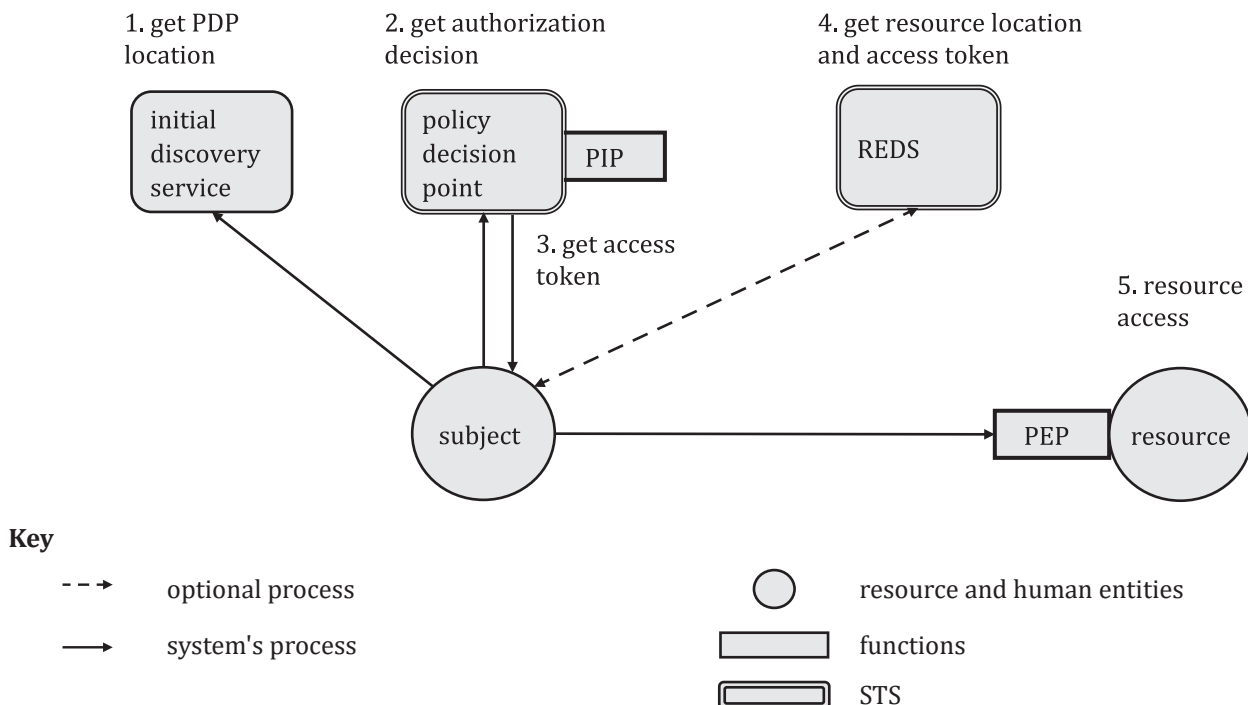 1. get PDP
location
2. get authorization
decision
4. get resource location
and access token
initial
discovery
service
policy
decision
point
PIP
REDS
3. get access
token
5. resource
access
subject
PEP
resource
Key
optional process
resource and human entities
system's process
functions
STS